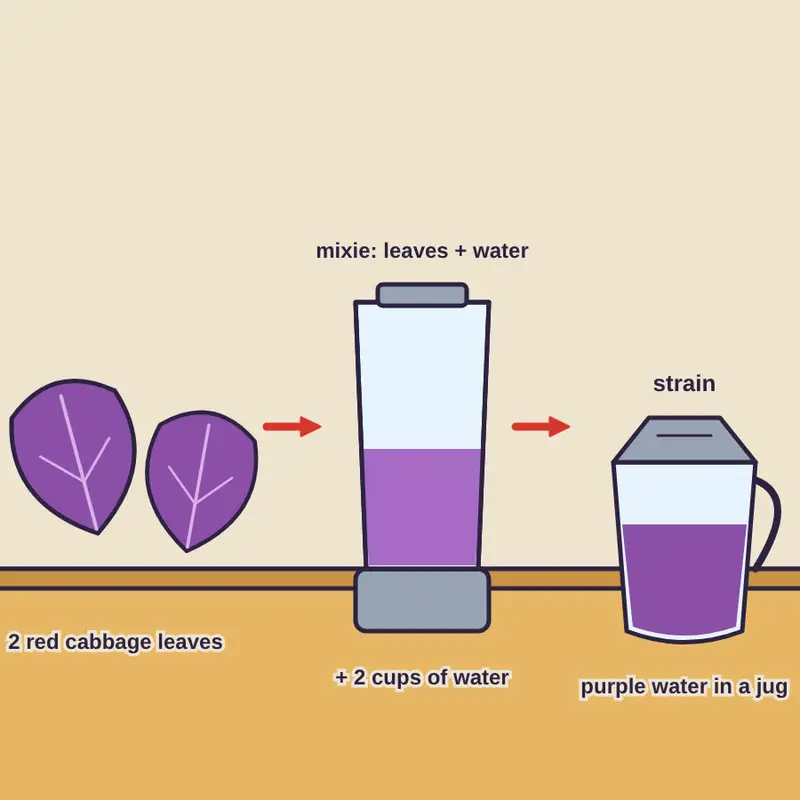 mixie: leaves + water
strain
2 red cabbage leaves
+ 2 cups of water
purple water in a jug